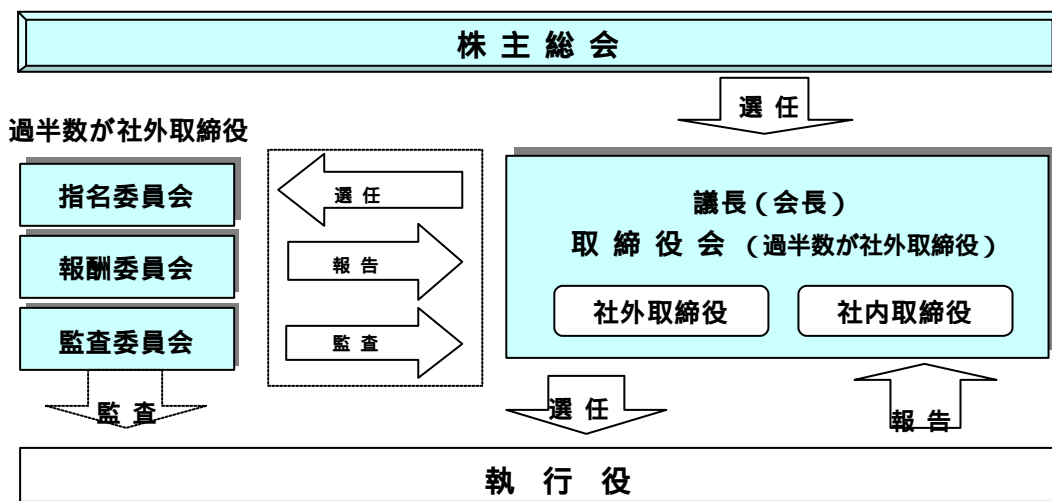 株主総会
選任
過半数が社外取締役
指名委員会
報酬委員会
監査委員会
選任
報告
監査
議長（会長）
取締役会（過半数が社外取締役）
社外取締役
社内取締役
監査
選任
報告
執行役